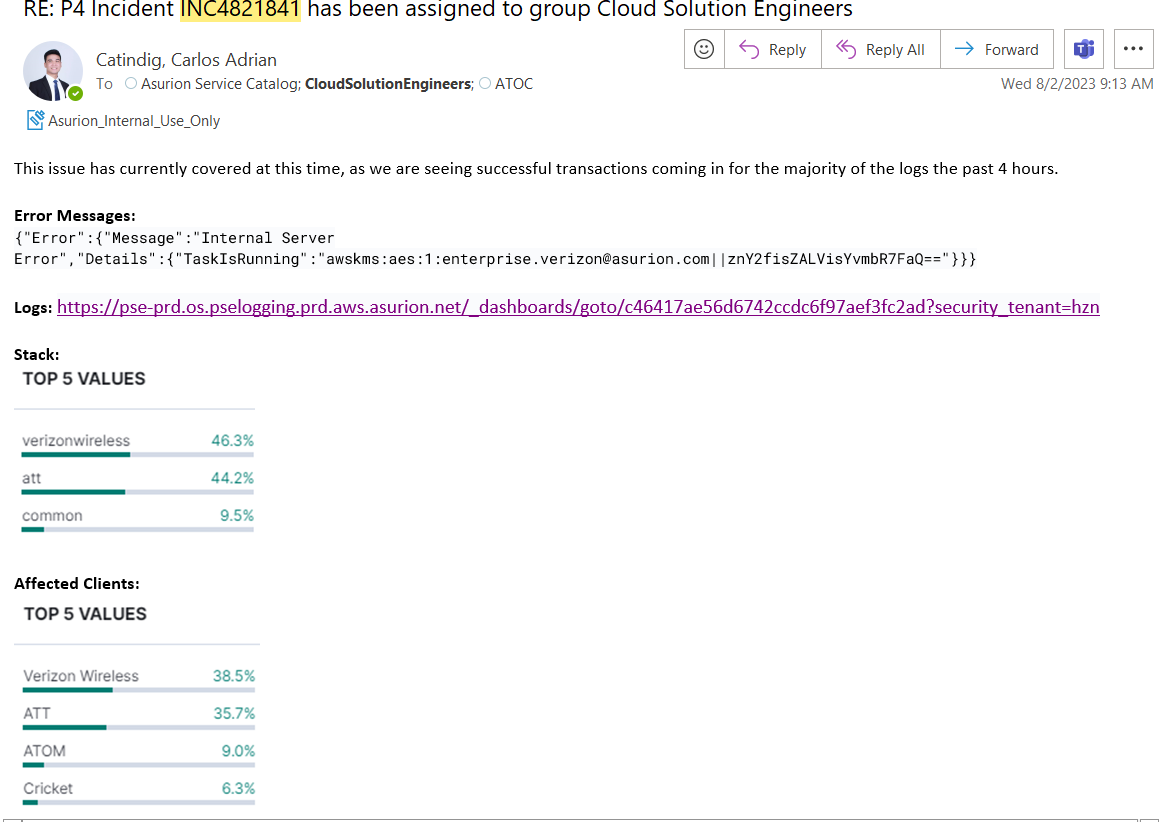 RE: P4 Incident INC4821841 has been assigned to group Cloud Solution Engineers
Catindig, Carlos Adrian
Reply
Reply All
Forward
To Asurion Service Catalog; CloudSolutionEngineers; ATOC
Wed 8/2/2023 9:13 AM
Asurion_Internal_Use_Only
This issue has currently covered at this time, as we are seeing successful transactions coming in for the majority of the logs the past 4 hours.
Error Messages:
{"Error":{"Message":"Internal Server
Error","Details":{"TaskIsRunning":"awskms:aes:1:enterprise.verizon@asurion.com||znY2fisZALVisYvmbR7FaQ=="}}}
Logs: https://pse-prd.os.pselogging.prd.aws.asurion.net/_dashboards/goto/c46417ae56d6742ccdc6f97aef3fc2ad?security_tenant=hzn
Stack:
TOP 5 VALUES
verizonwireless 46.3%
att 44.2%
common 9.5%
Affected Clients:
TOP 5 VALUES
Verizon Wireless 38.5%
ATT 35.7%
ATOM 9.0%
Cricket 6.3%